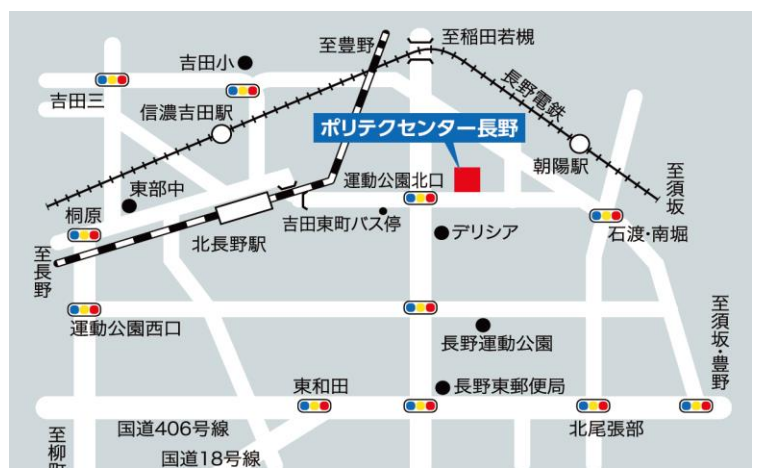 至豊野
至稲田若槻
吉田小
長野電鉄
吉田三
信濃吉田駅
ポリテクセンター長野
朝陽駅
至須坂
運動公園北口
東部中
桐原
吉田東町バス停
デリシア
石渡・南堀
北長野駅
至長野
至須坂・豊野
運動公園西口
長野運動公園
東和田
長野東郵便局
国道406号線
北尾張部
至柳町
国道18号線